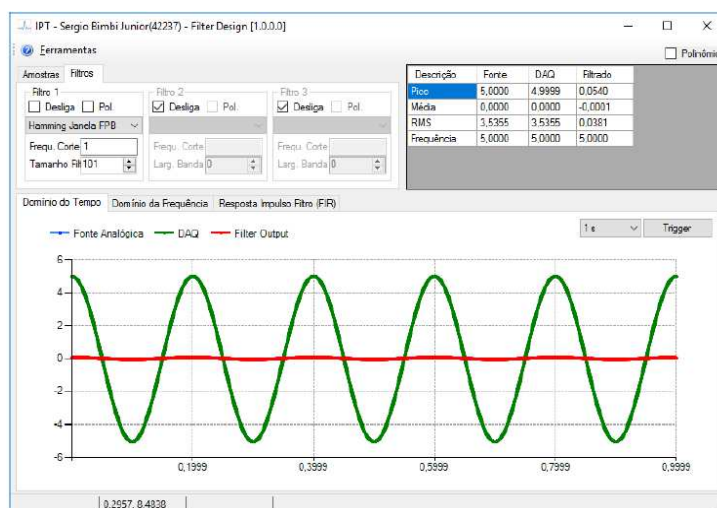 IPT - Sergio Bimbi Junior(42237) - Filter Design [1.0.0.0]
Ferramentas
Polinômio
Amostras Filtros
Filtro 1 Filtro 2 Filtro 3
Desliga Pol. Desliga Pol. Desliga Pol.
Hamming Janela FPB
Frequ. Corte 1 Frequ. Corte Frequ. Corte
Tamanho Filt 101 Larg. Banda 0 Larg. Banda 0
Descrição Fonte DAQ Filtrado
Pico 5,0000 4,9999 0,0540
Média 0,0000 0,0000 -0,0001
RMS 3,5355 3,5355 0,0381
Frequência 5,0000 5,0000 5,0000
Domínio do Tempo Domínio da Frequência Resposta Impulso Filtro (FIR)
Fonte Analógica DAQ Filter Output
1 s Trigger
6
4
2
0
-2
-4
-6
0,1999 0,3999 0,5999 0,7999 0,9999
0.2957, 8.4838